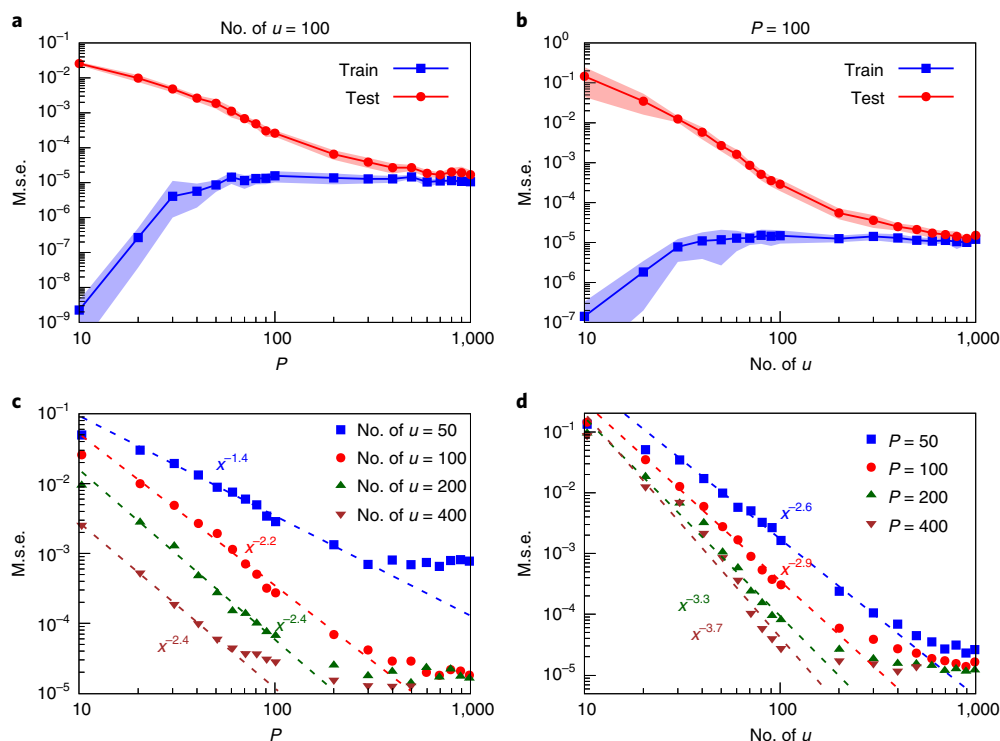 a
No. of u = 100
10⁻¹
10⁻²
10⁻³
10⁻⁴
10⁻⁵
10⁻⁶
10⁻⁷
10⁻⁸
10⁻⁹
M.s.e.
Train
Test
10
100
1,000
P
b
P = 100
10⁰
10⁻¹
10⁻²
10⁻³
10⁻⁴
10⁻⁵
10⁻⁶
10⁻⁷
M.s.e.
Train
Test
10
100
1,000
No. of u
c
10⁻¹
10⁻²
10⁻³
10⁻⁴
10⁻⁵
M.s.e.
No. of u = 50
No. of u = 100
No. of u = 200
No. of u = 400
x⁻¹·⁴
x⁻²·²
x⁻²·⁴
x⁻²·⁴
10
100
1,000
P
d
10⁻¹
10⁻²
10⁻³
10⁻⁴
10⁻⁵
M.s.e.
P = 50
P = 100
P = 200
P = 400
x⁻²·⁶
x⁻²·⁹
x⁻³·³
x⁻³·⁷
10
100
1,000
No. of u